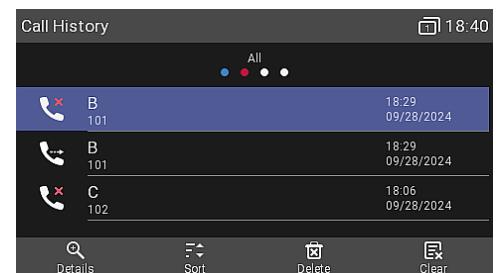 Call History 1 18:40
All
B 18:29
101 09/28/2024
B 18:29
101 09/28/2024
C 18:06
102 09/28/2024
Details Sort Delete Clear